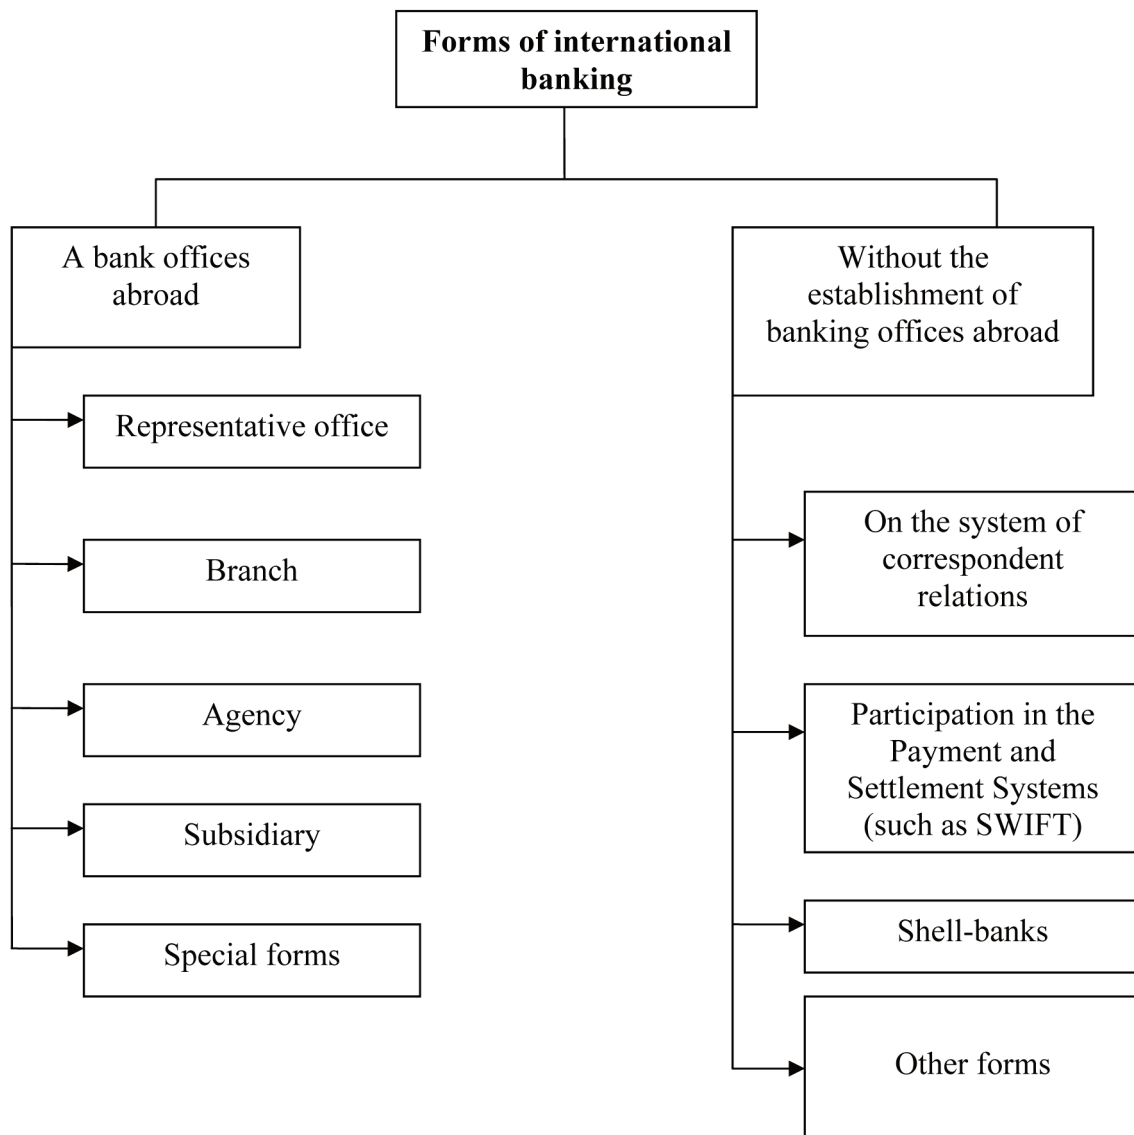 Forms of international
banking
A bank offices
abroad
Representative office
Branch
Agency
Subsidiary
Special forms
Without the
establishment of
banking offices abroad
On the system of
correspondent
relations
Participation in the
Payment and
Settlement Systems
(such as SWIFT)
Shell-banks
Other forms